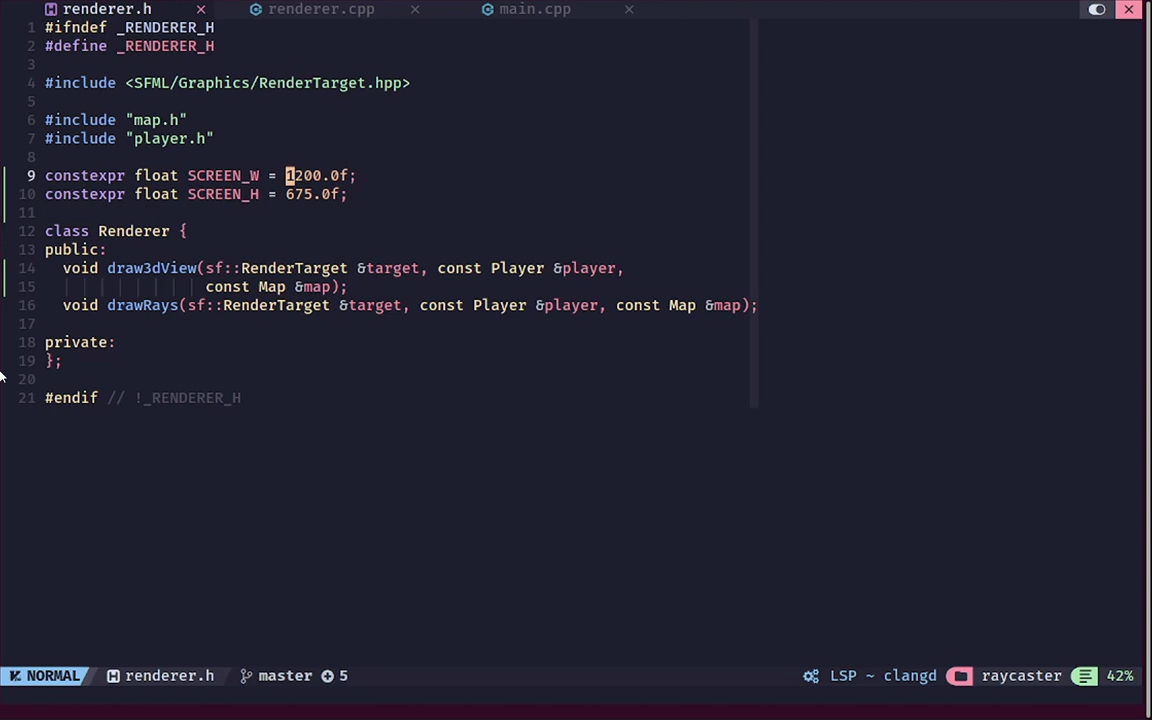 renderer.h × renderer.cpp × main.cpp ×
1 #ifndef _RENDERER_H
2 #define _RENDERER_H
3
4 #include <SFML/Graphics/RenderTarget.hpp>
5
6 #include "map.h"
7 #include "player.h"
8
9 constexpr float SCREEN_W = 1200.0f;
10 constexpr float SCREEN_H = 675.0f;
11
12 class Renderer {
13 public:
14 void draw3dView(sf::RenderTarget &target, const Player &player,
15 const Map &map);
16 void drawRays(sf::RenderTarget &target, const Player &player, const Map &map);
17
18 private:
19 };
20
21 #endif // !_RENDERER_H
NORMAL renderer.h master 5 LSP ~ clangd raycaster 42%